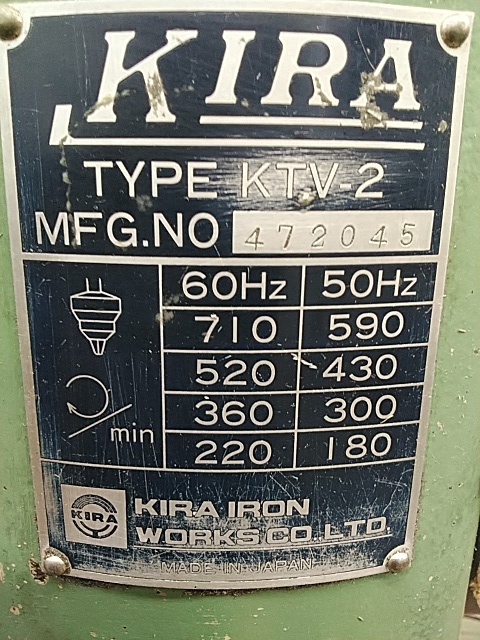 KIRA
TYPE KTV-2
MFG.NO 472045
60Hz 50Hz
710 590
520 430
360 300
/min
220 180
KIRA
KIRA IRON
WORKS CO. LTD.
MADE IN JAPAN